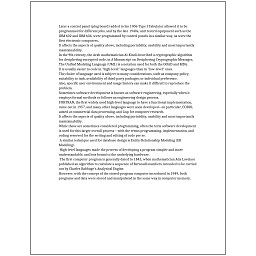 Later a control panel (plug board) added to his 1906 Type I Tabulator allowed it to be
programmed for different jobs, and by the late 1940s, unit record equipment such as the
IBM 602 and IBM 604, were programmed by control panels in a similar way, as were the
first electronic computers.
It affects the aspects of quality above, including portability, usability and most importantly
maintainability.
In the 9th century, the Arab mathematician Al-Kindi described a cryptographic algorithm
for deciphering encrypted code, in A Manuscript on Deciphering Cryptographic Messages.
The Unified Modeling Language (UML) is a notation used for both the OOAD and MDA.
It is usually easier to code in "high-level" languages than in "low-level" ones.
The choice of language used is subject to many considerations, such as company policy,
suitability to task, availability of third-party packages, or individual preference.
Also, specific user environment and usage history can make it difficult to reproduce the
problem.
Sometimes software development is known as software engineering, especially when it
employs formal methods or follows an engineering design process.
FORTRAN, the first widely used high-level language to have a functional implementation,
came out in 1957, and many other languages were soon developed—in particular, COBOL
aimed at commercial data processing, and Lisp for computer research.
It affects the aspects of quality above, including portability, usability and most importantly
maintainability.
While these are sometimes considered programming, often the term software development
is used for this larger overall process – with the terms programming, implementation, and
coding reserved for the writing and editing of code per se.
A similar technique used for database design is Entity-Relationship Modeling (ER
Modeling).
High-level languages made the process of developing a program simpler and more
understandable, and less bound to the underlying hardware.
The first computer program is generally dated to 1843, when mathematician Ada Lovelace
published an algorithm to calculate a sequence of Bernoulli numbers, intended to be carried
out by Charles Babbage's Analytical Engine.
However, with the concept of the stored-program computer introduced in 1949, both
programs and data were stored and manipulated in the same way in computer memory.